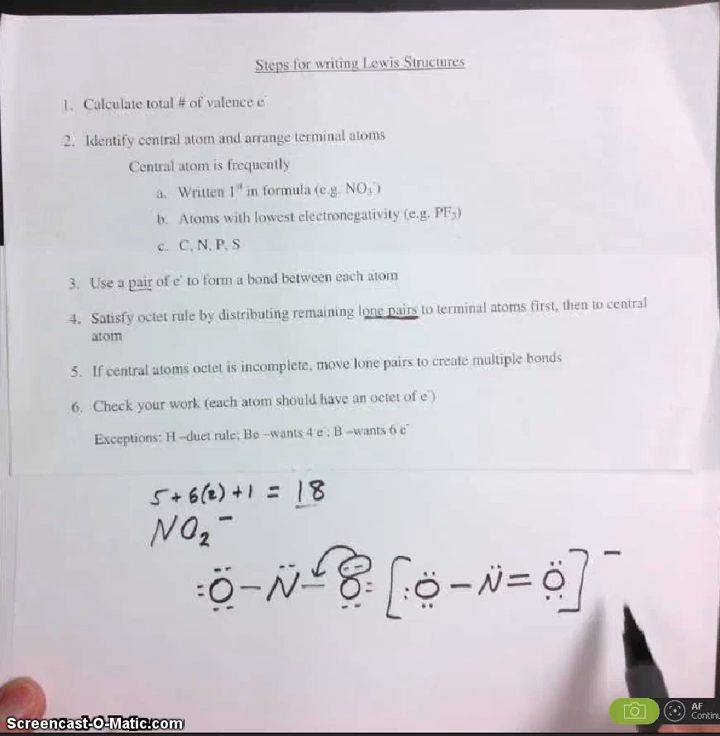 Steps for writing Lewis Structures
1. Calculate total # of valence e⁻
2. Identify central atom and arrange terminal atoms
Central atom is frequently
a. Written 1st in formula (e.g. NO₃⁻)
b. Atoms with lowest electronegativity (e.g. PF₃)
c. C, N, P, S
3. Use a pair of e⁻ to form a bond between each atom
4. Satisfy octet rule by distributing remaining lone pairs to terminal atoms first, then to central
atom
5. If central atoms octet is incomplete, move lone pairs to create multiple bonds
6. Check your work (each atom should have an octet of e⁻)
Exceptions: H –duet rule; Be –wants 4 e⁻; B –wants 6 e⁻
5 + 6(2) + 1 = 18
NO₂⁻
:Ö – N̈ – Ö: [:Ö – N̈ = Ö]⁻
AF
Continu
Screencast-O-Matic.com